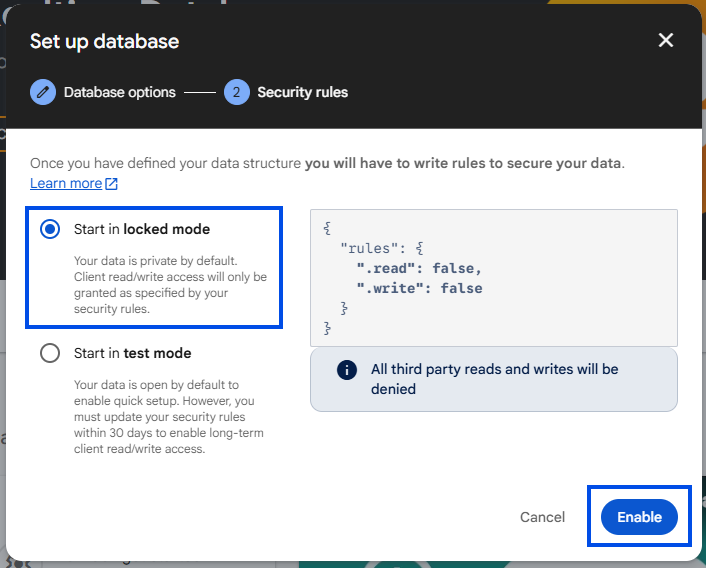 Set up database
Database options
2
Security rules
Once you have defined your data structure you will have to write rules to secure your data.
Learn more
Start in locked mode
Your data is private by default.
Client read/write access will only be
granted as specified by your
security rules.
Start in test mode
Your data is open by default to
enable quick setup. However, you
must update your security rules
within 30 days to enable long-term
client read/write access.
{
"rules": {
".read": false,
".write": false
}
}
All third party reads and writes will be
denied
Cancel
Enable